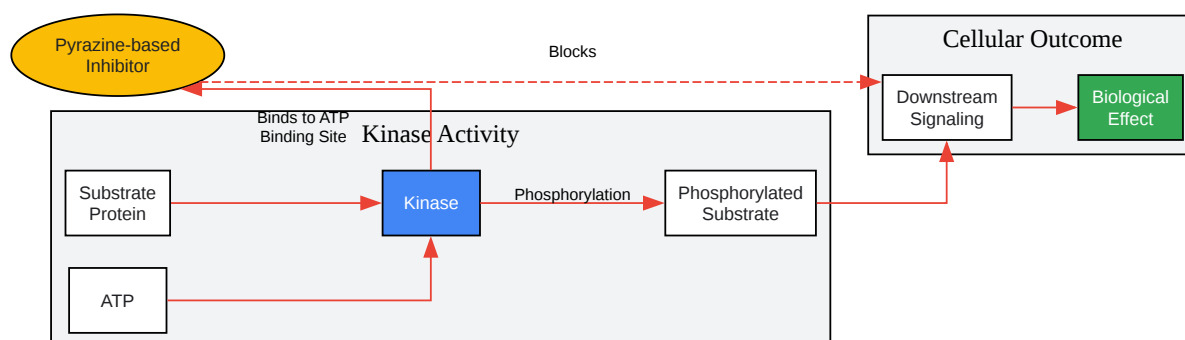 Pyrazine-based
Inhibitor
Blocks
Cellular Outcome
Downstream
Signaling
Biological
Effect
Binds to ATP
Binding Site
Kinase Activity
Substrate
Protein
Kinase
Phosphorylation
Phosphorylated
Substrate
ATP